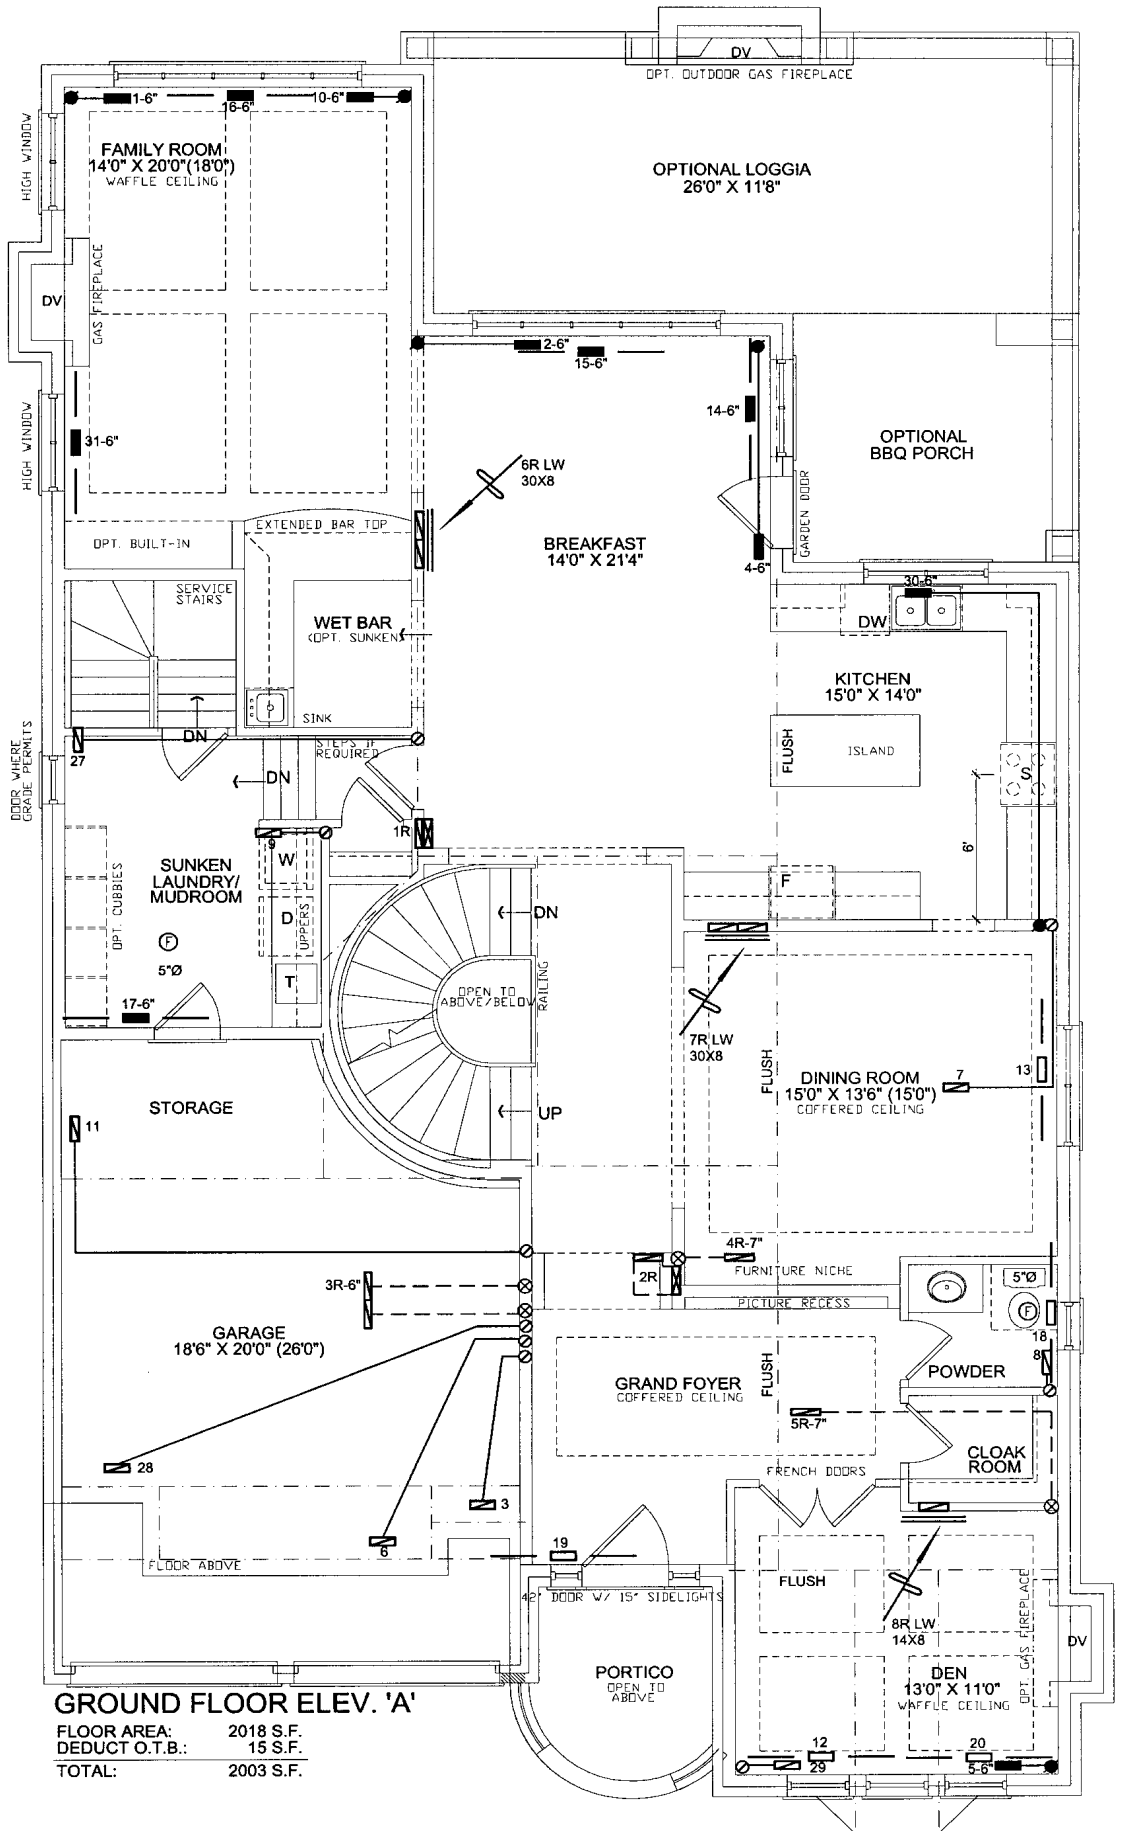 DV
OPT. OUTDOOR GAS FIREPLACE
1-6"
16-6"
10-6"
HIGH WINDOW
FAMILY ROOM
14'0" X 20'0"(18'0")
WAFFLE CEILING
OPTIONAL LOGGIA
26'0" X 11'8"
DV
GAS FIREPLACE
2-6"
15-6"
14-6"
HIGH WINDOW
31-6"
6R LW
30X8
OPTIONAL
BBQ PORCH
GARDEN DOOR
EXTENDED BAR TOP
OPT. BUILT-IN
BREAKFAST
14'0" X 21'4"
4-6"
30-6"
SERVICE
STAIRS
WET BAR
(OPT. SUNKEN)
DW
KITCHEN
15'0" X 14'0"
SINK
DN
27
STEPS IF
REQUIRED
FLUSH
ISLAND
S
DOOR WHERE
GRADE PERMITS
DN
6'
1R
9
W
SUNKEN
LAUNDRY/
MUDROOM
F
OPT. CUBBIES
D
UPPERS
DN
F
5"Ø
T
OPEN TO
ABOVE/BELOW
RAILING
17-6"
7R LW
30X8
FLUSH
DINING ROOM
15'0" X 13'6" (15'0")
COFFERED CEILING
7
13
STORAGE
11
UP
4R-7"
2R
FURNITURE NICHE
3R-6"
5"Ø
F
PICTURE RECESS
18
8
GARAGE
18'6" X 20'0" (26'0")
POWDER
GRAND FOYER
COFFERED CEILING
FLUSH
5R-7"
CLOAK
ROOM
FRENCH DOORS
28
3
6
19
FLOOR ABOVE
FLUSH
42" DOOR W/ 15" SIDELIGHTS
8R LW
14X8
OPT. GAS FIREPLACE
DV
PORTICO
OPEN TO
ABOVE
DEN
13'0" X 11'0"
WAFFLE CEILING
12
29
20
5-6"
GROUND FLOOR ELEV. 'A'
FLOOR AREA: 2018 S.F.
DEDUCT O.T.B.: 15 S.F.
TOTAL: 2003 S.F.